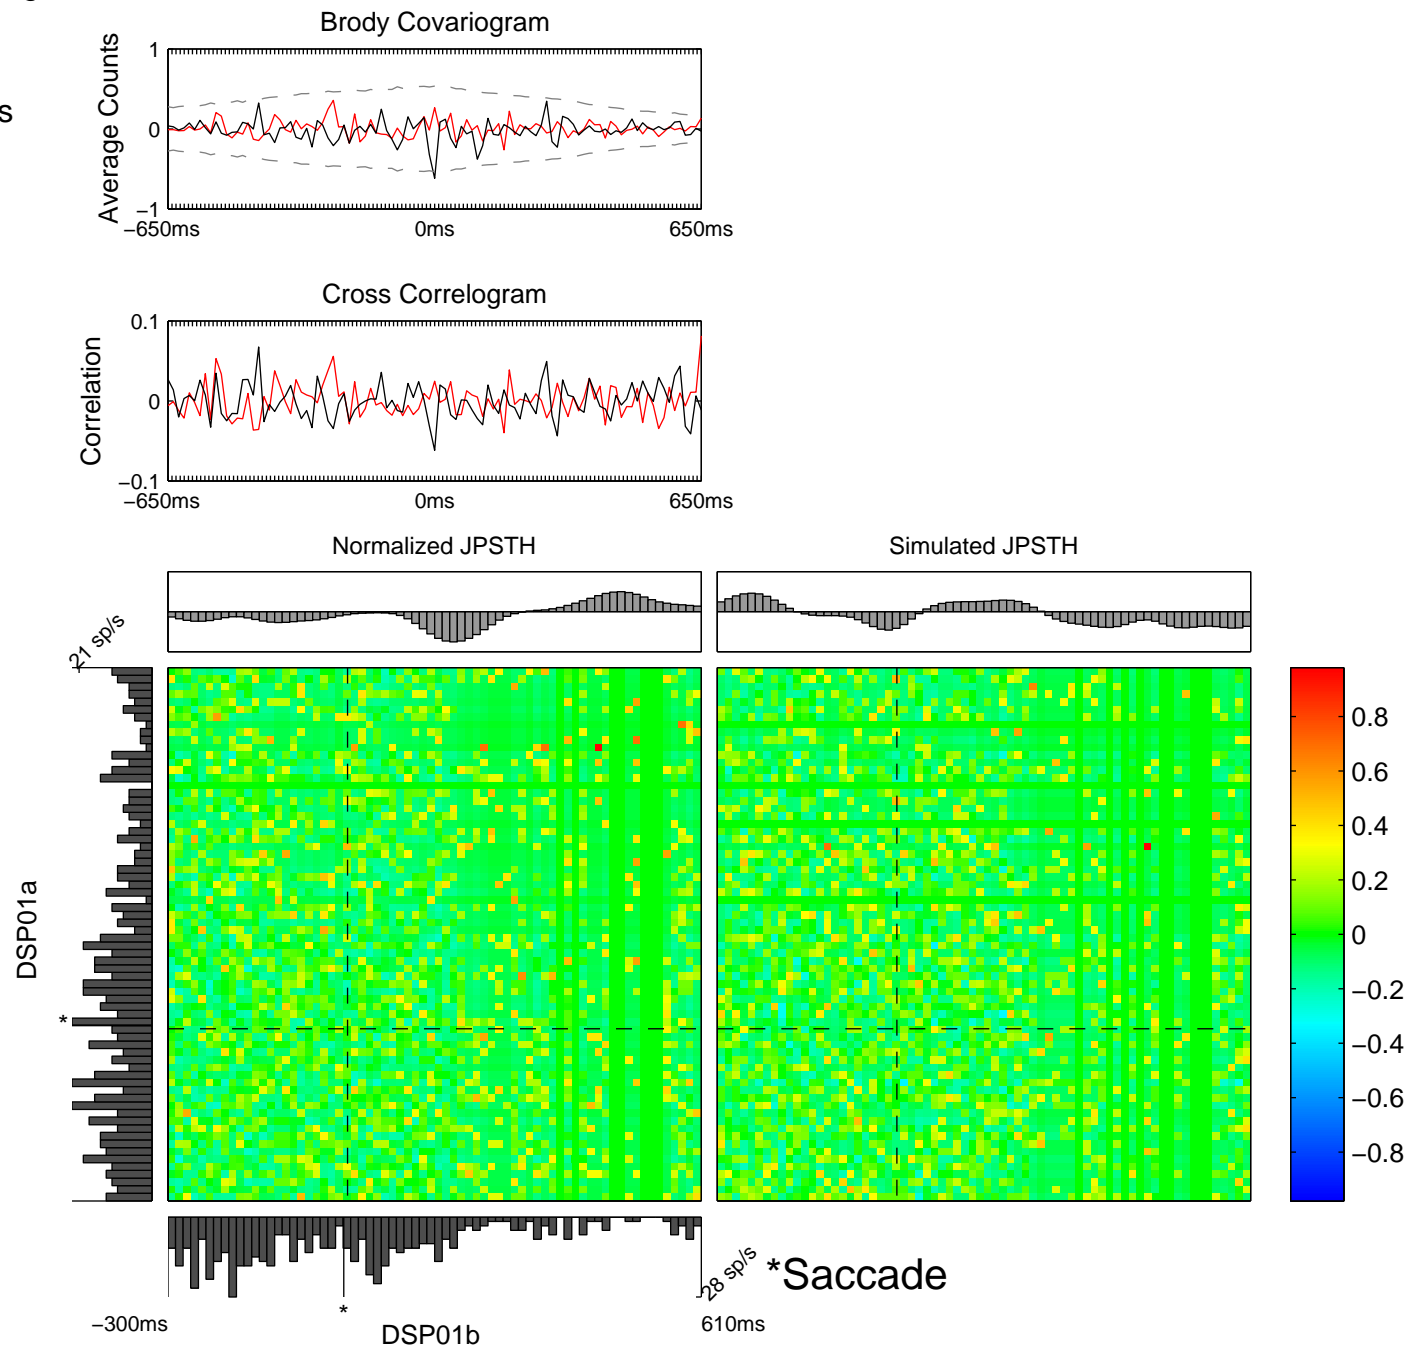 g
Brody Covariogram
s
Average Counts
1
0
−1
−650ms 0ms 650ms
Cross Correlogram
Correlation
0.1
0
−0.1
−650ms 0ms 650ms
Normalized JPSTH Simulated JPSTH
21 sp/s
DSP01a
*
0.8
0.6
0.4
0.2
0
−0.2
−0.4
−0.6
−0.8
28 sp/s
*Saccade
*
−300ms DSP01b 610ms